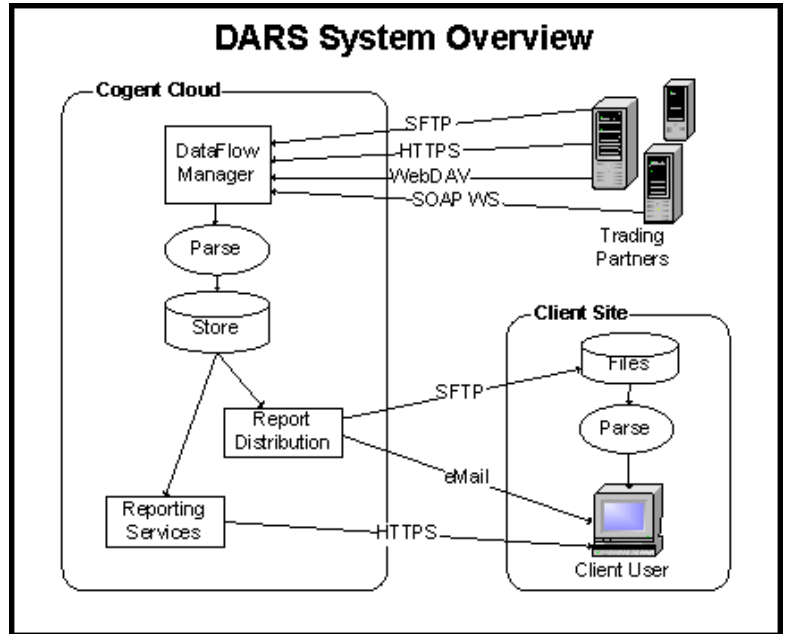 DARS System Overview
Cogent Cloud
SFTP
HTTPS
WebDAV
SOAP WS
DataFlow
Manager
Trading
Partners
Parse
Store
Report
Distribution
Reporting
Services
SFTP
eMail
HTTPS
Client Site
Files
Parse
Client User